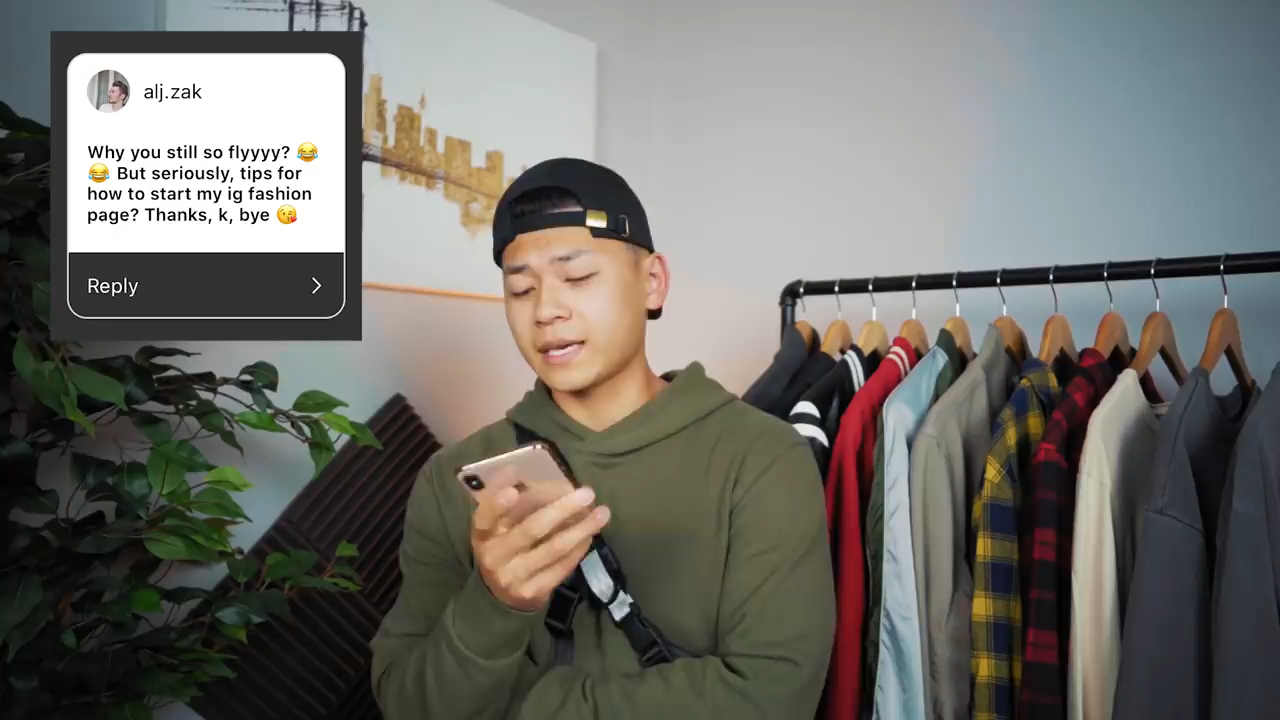 alj.zak
Why you still so flyyyy? 😂
😂 But seriously, tips for
how to start my ig fashion
page? Thanks, k, bye 😘
Reply